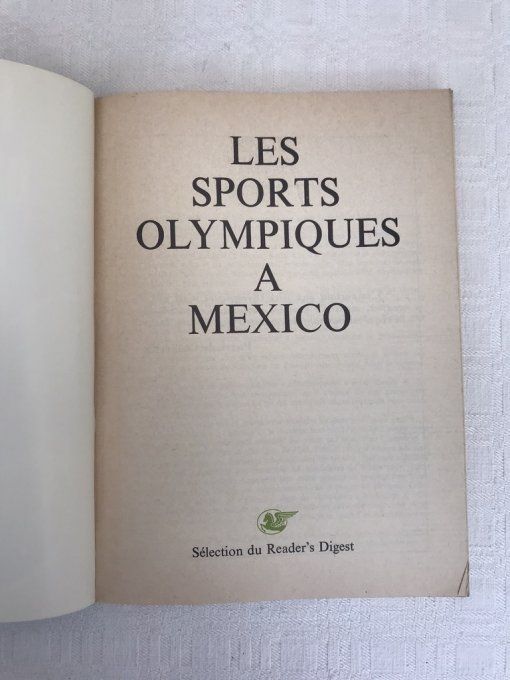 LES
SPORTS
OLYMPIQUES
A
MEXICO
Sélection du Reader's Digest